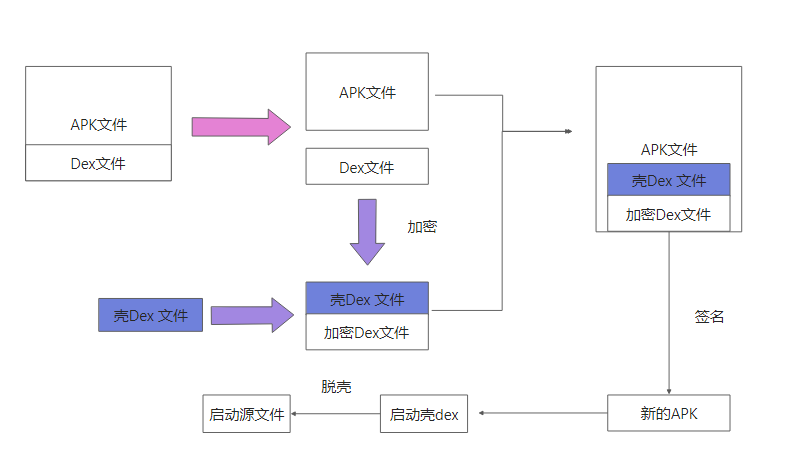 APK文件
Dex文件
APK文件
Dex文件
加密
壳Dex 文件
壳Dex 文件
加密Dex文件
APK文件
壳Dex 文件
加密Dex文件
签名
新的APK
启动壳dex
脱壳
启动源文件